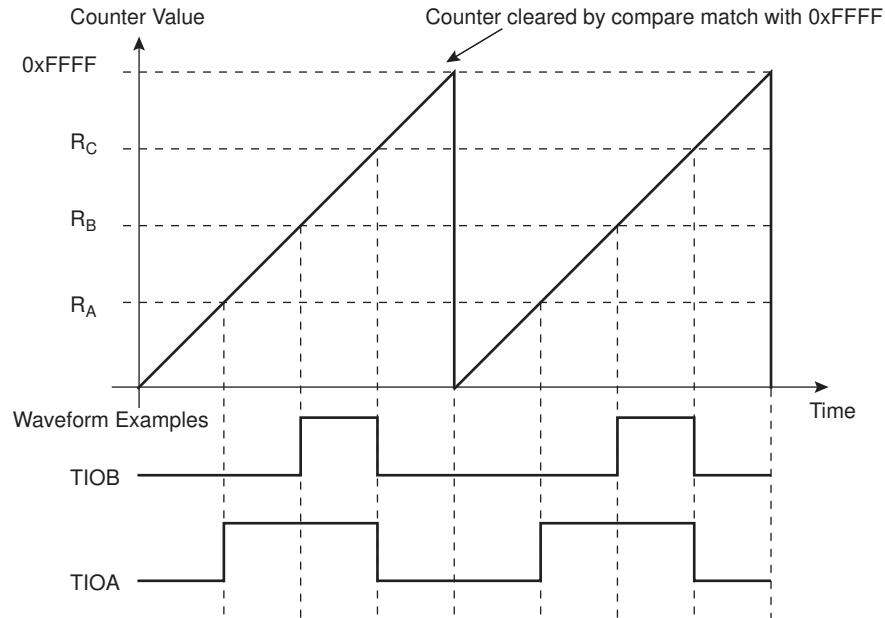 Counter Value
Counter cleared by compare match with 0xFFFF
0xFFFF
RC
RB
RA
Time
Waveform Examples
TIOB
TIOA